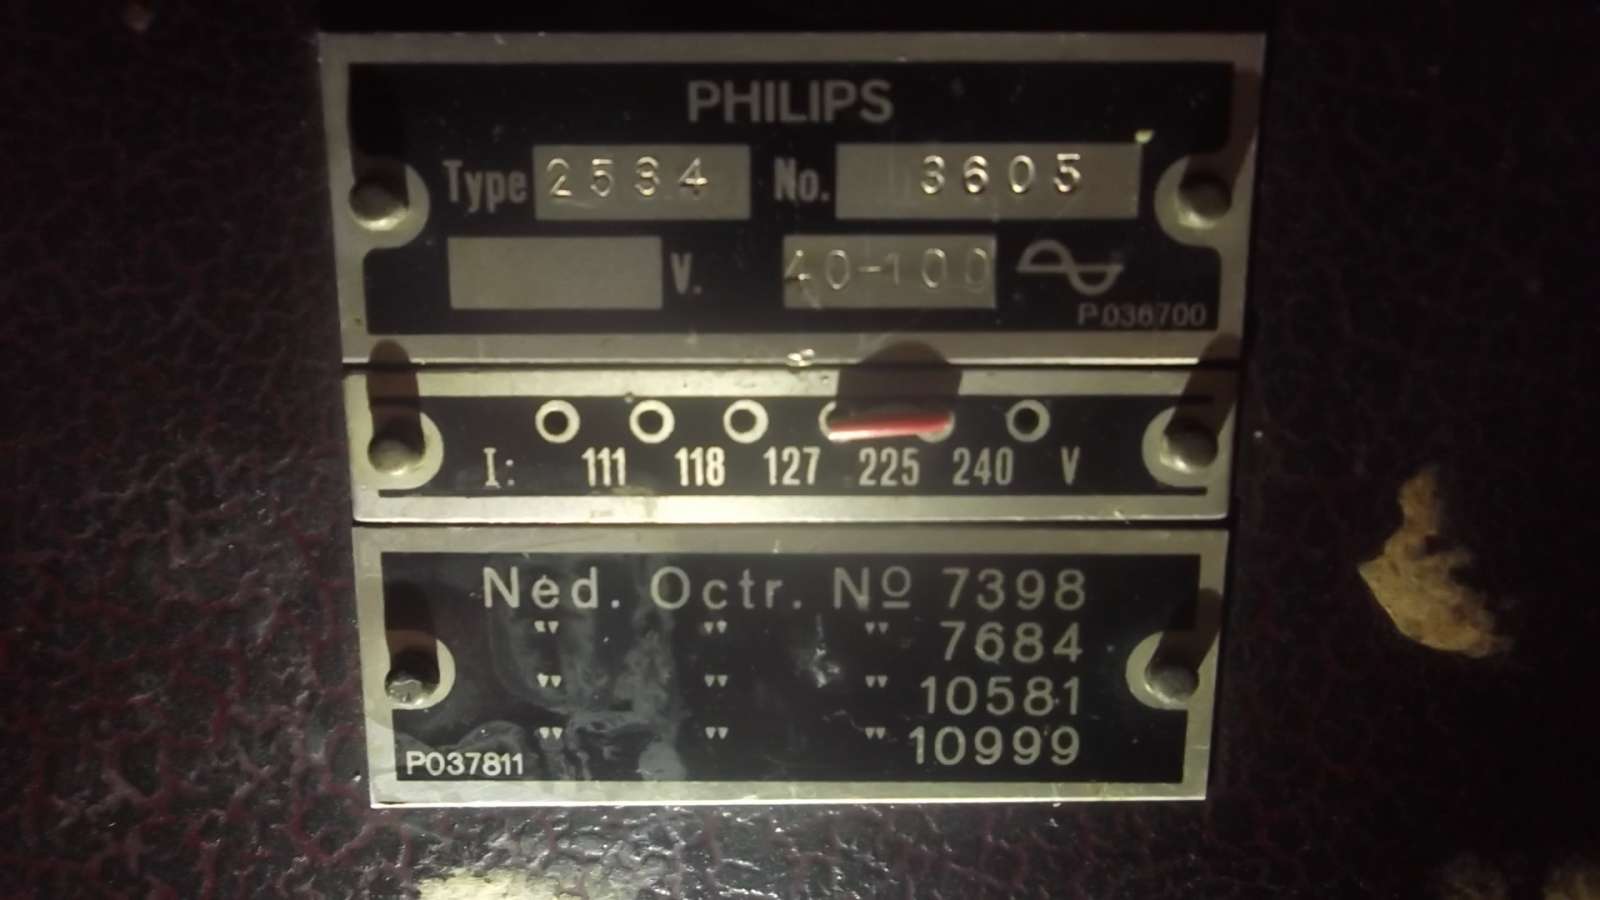 PHILIPS
Type 2534 No. 3605
V. 40-100
P.036700
I: 111 118 127 225 240 V
Ned. Octr. Nº 7398
" " " 7684
" " " 10581
" " " 10999
P037811